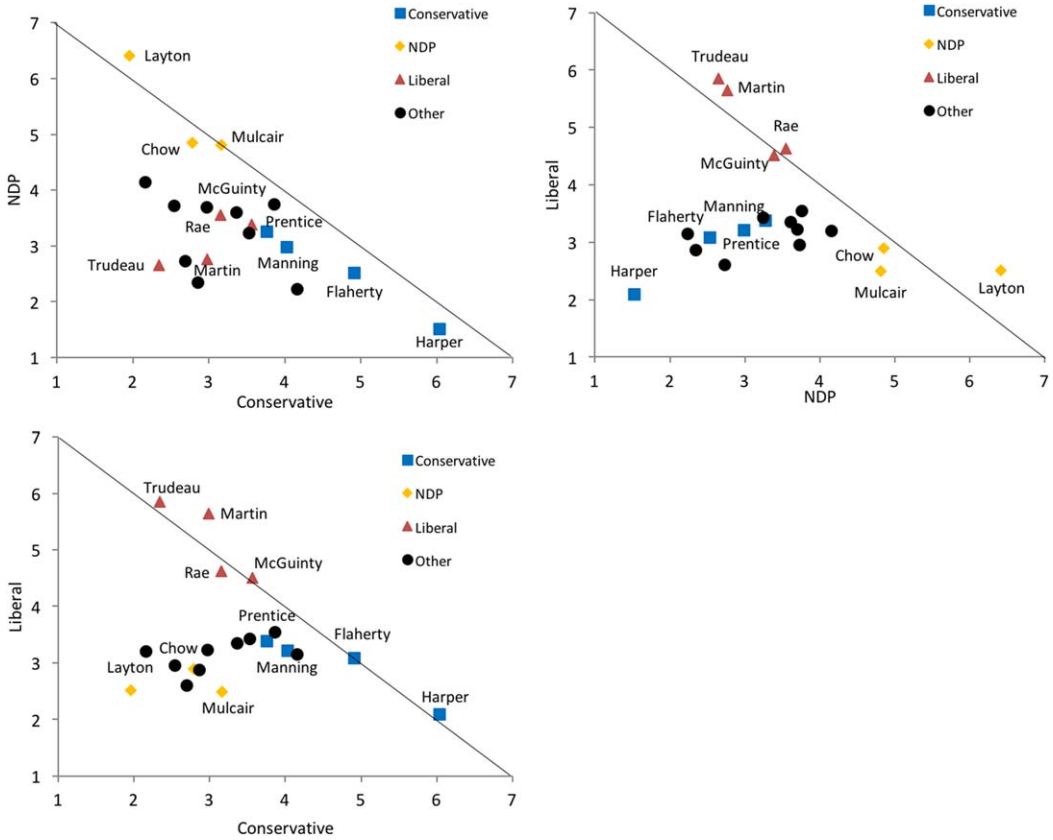 7
6
5
4
3
2
1
NDP
Layton
Chow
Mulcair
McGuinty
Rae
Prentice
Trudeau
Martin
Manning
Flaherty
Harper
Conservative
NDP
Liberal
Other
1 2 3 4 5 6 7
Conservative
7
6
5
4
3
2
1
Liberal
Trudeau
Martin
Rae
McGuinty
Manning
Flaherty
Prentice
Harper
Chow
Mulcair
Layton
Conservative
NDP
Liberal
Other
1 2 3 4 5 6 7
NDP
7
6
5
4
3
2
1
Liberal
Trudeau
Martin
Rae
McGuinty
Prentice
Flaherty
Chow
Layton
Manning
Mulcair
Harper
Conservative
NDP
Liberal
Other
1 2 3 4 5 6 7
Conservative